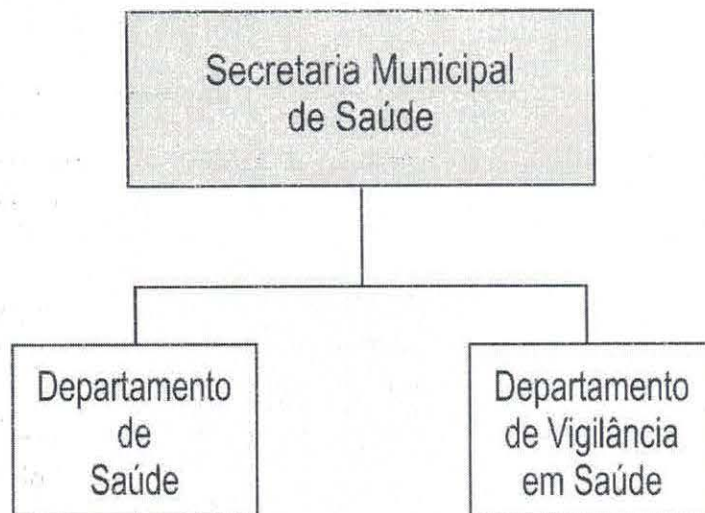 Secretaria Municipal
de Saúde
Departamento
de
Saúde
Departamento
de Vigilância
em Saúde